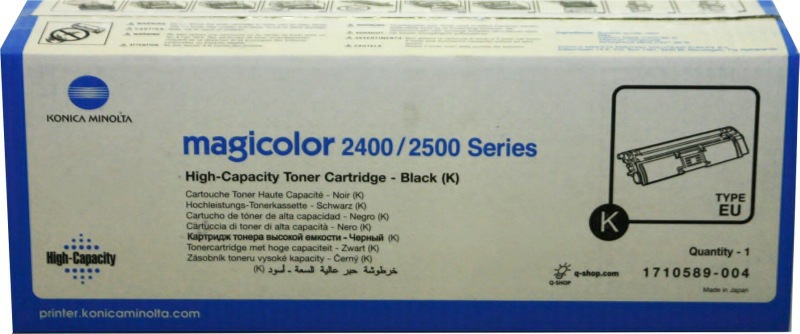 KONICA MINOLTA
magicolor 2400/2500 Series
High-Capacity Toner Cartridge - Black (K)
Cartouche Toner Haute Capacité - Noir (K)
Hochleistungs-Tonerkassette - Schwarz (K)
Cartucho de tóner de alta capacidad - Negro (K)
Cartuccia di toner di alta capacità - Nero (K)
Картридж тонера высокой емкости - Черный (K)
Tonercartridge met hoge capaciteit - Zwart (K)
Zásobník toneru vysoké kapacity - Černý (K)
خرطوشة حبر عالية السعة - أسود (K)
High-Capacity
K
TYPE
EU
Quantity - 1
Q-SHOP
q-shop.com
1710589-004
Made in Japan
printer.konicaminolta.com